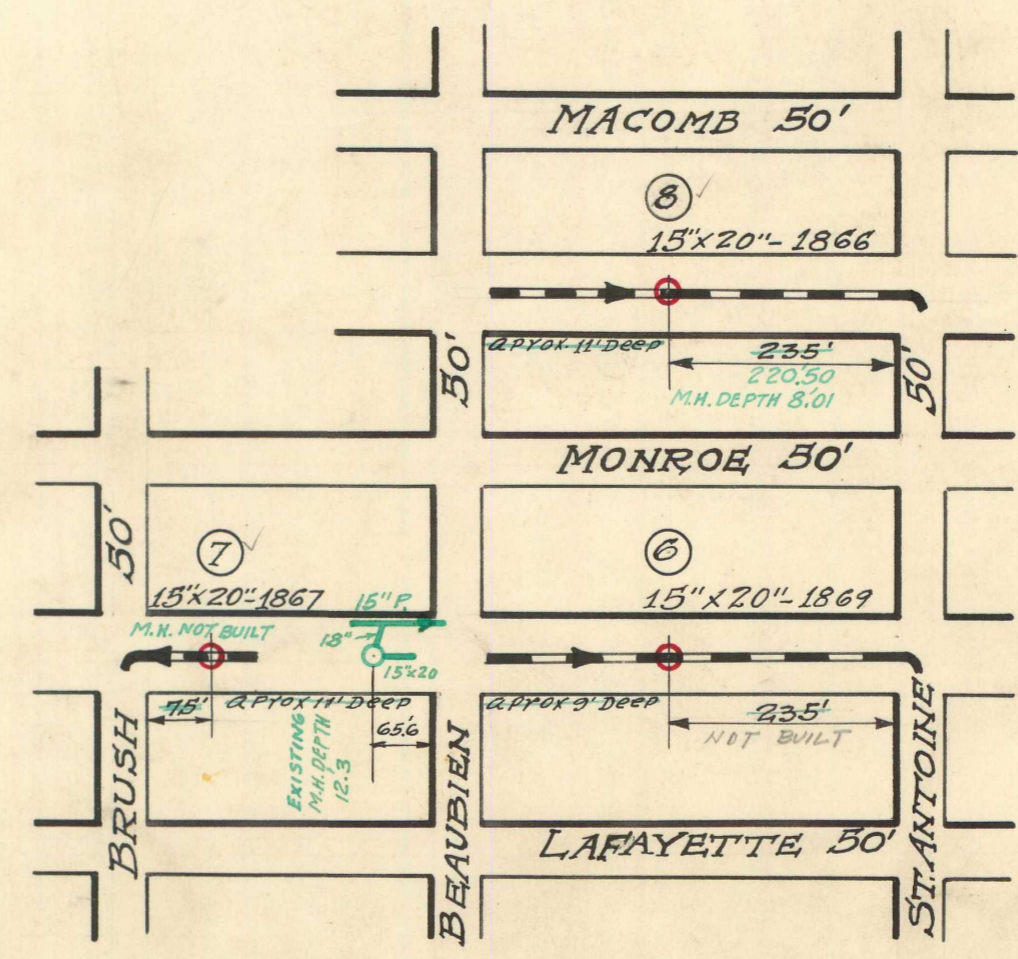 MACOMB 50'
8
15"x20"-1866
aprox. 11' Deep
235'
220.'50
M.H. DEPTH 8.'01
50'
50'
MONROE 50'
50'
7
15"x20"-1867
15" P.
6
15"x20"-1869
M.H. NOT BUILT
18"
15"x20
75'
aprox 11' Deep
65.'6
aprox 9' Deep
235'
NOT BUILT
EXISTING
M.H. DEPTH
12.'3
BRUSH
BEAUBIEN
LAFAYETTE 50'
ST. ANTOINE